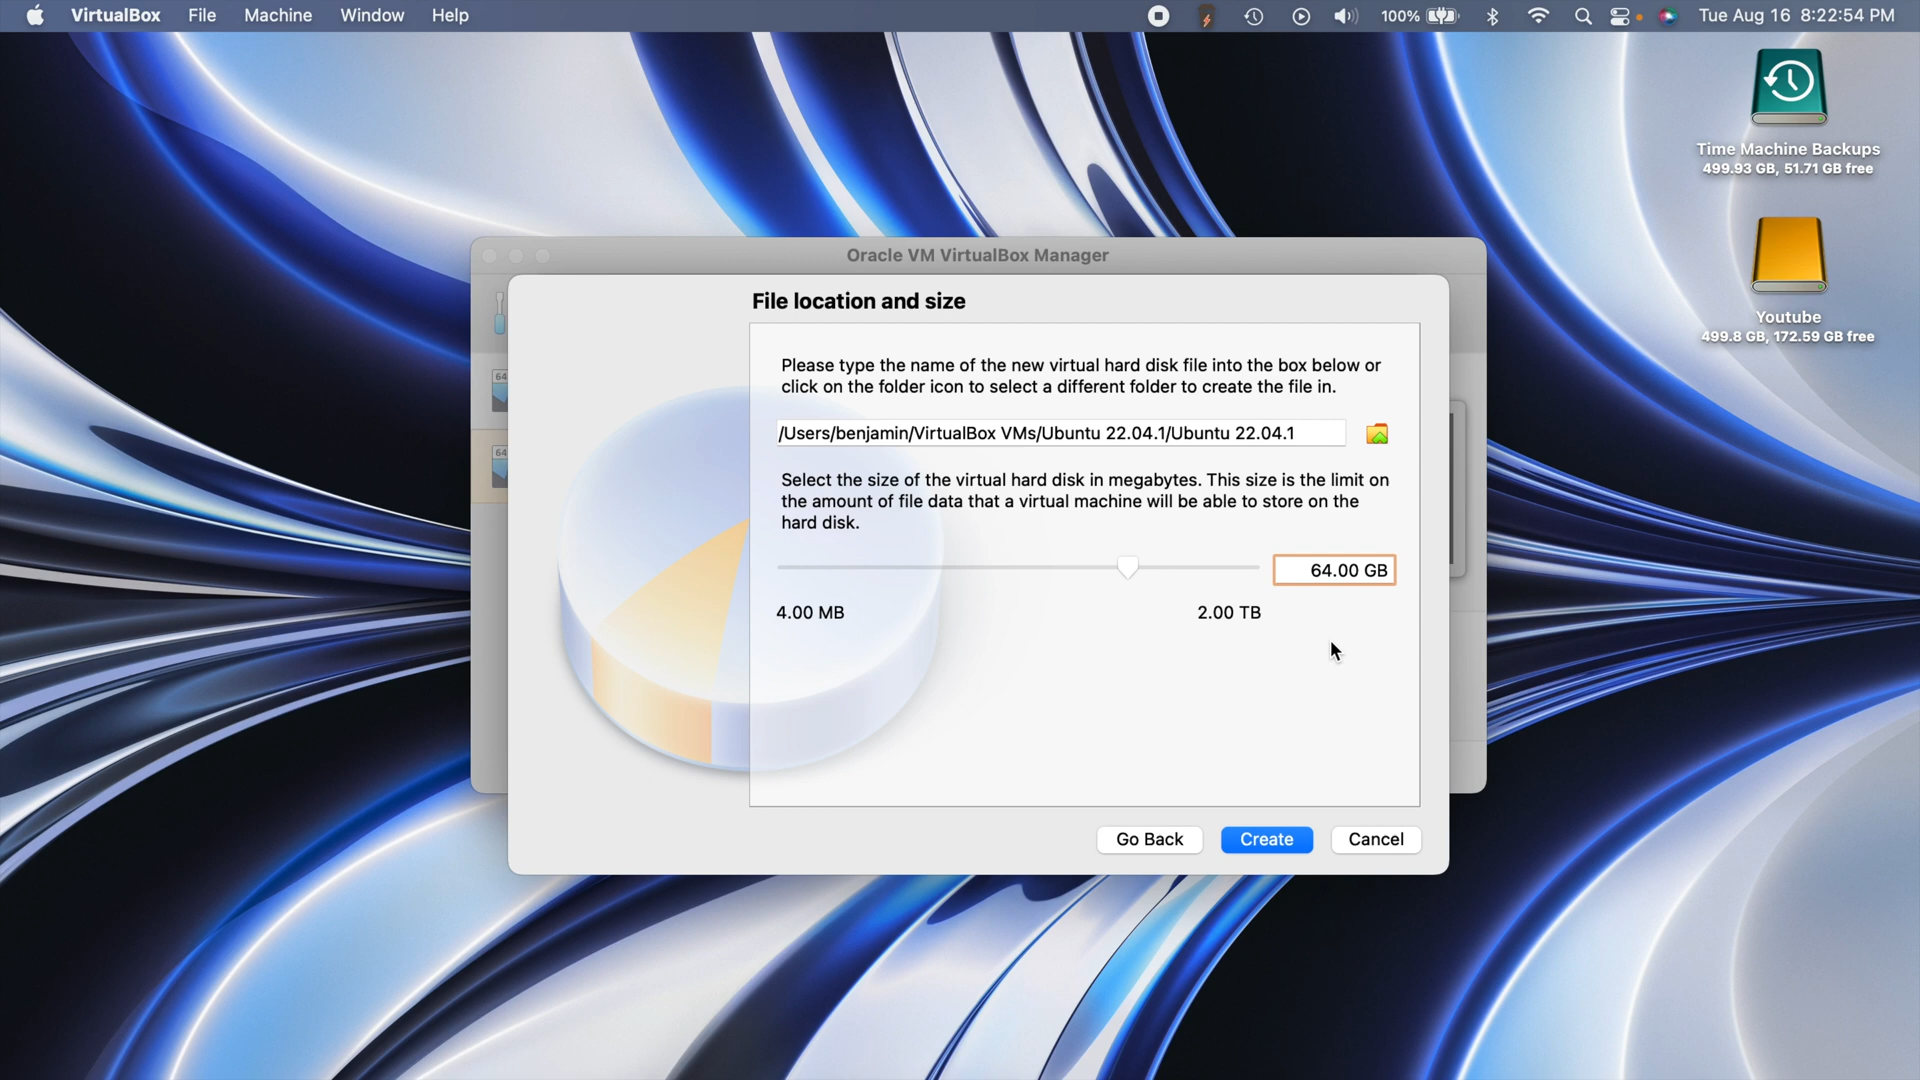 VirtualBox File Machine Window Help 100% Tue Aug 16 8:22:54 PM
Time Machine Backups
499.93 GB, 51.71 GB free
Youtube
499.8 GB, 172.59 GB free
Oracle VM VirtualBox Manager
64
64
File location and size
Please type the name of the new virtual hard disk file into the box below or
click on the folder icon to select a different folder to create the file in.
/Users/benjamin/VirtualBox VMs/Ubuntu 22.04.1/Ubuntu 22.04.1
Select the size of the virtual hard disk in megabytes. This size is the limit on
the amount of file data that a virtual machine will be able to store on the
hard disk.
64.00 GB
4.00 MB 2.00 TB
Go Back Create Cancel